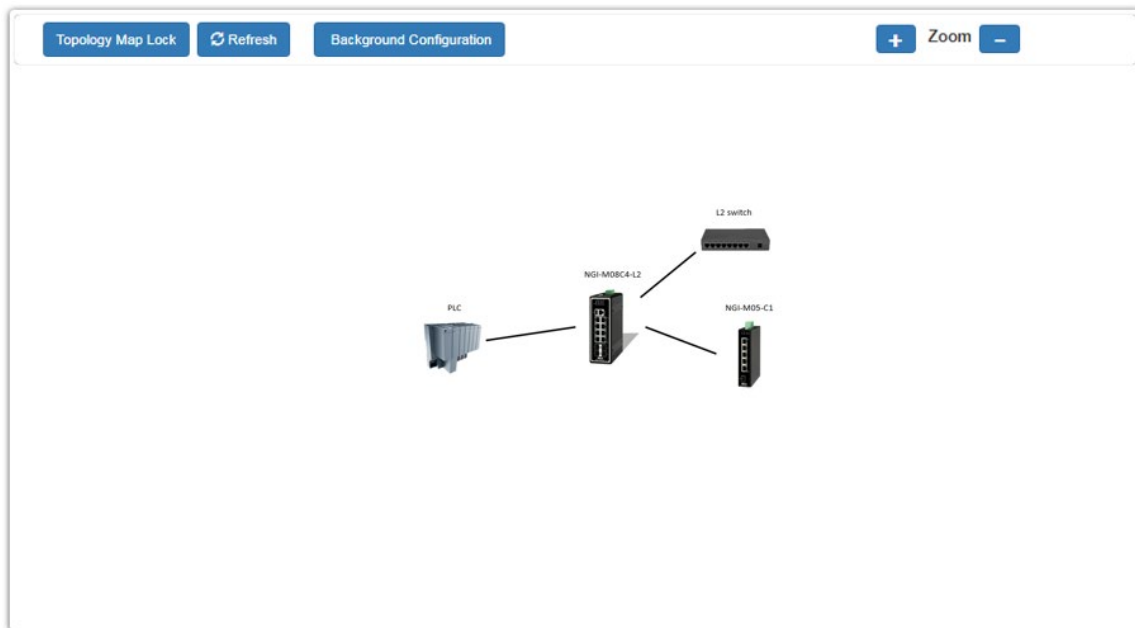 Topology Map Lock
Refresh
Background Configuration
+ Zoom −
L2 switch
NGI-M08C4-L2
PLC
NGI-M05-C1